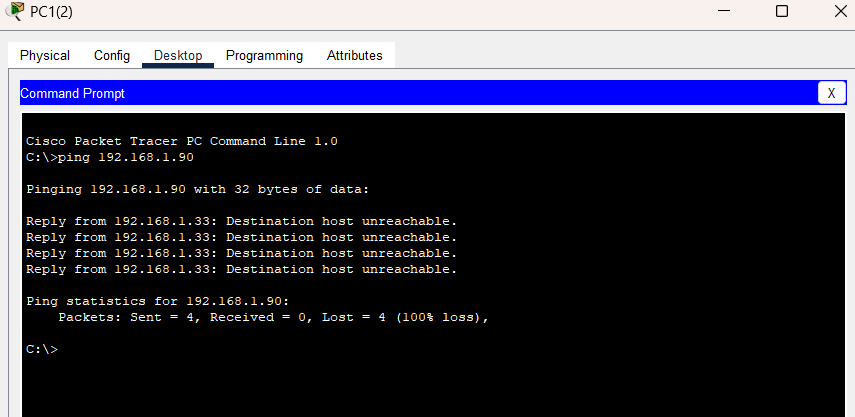 PC1(2)
Physical Config Desktop Programming Attributes
Command Prompt X
Cisco Packet Tracer PC Command Line 1.0
C:\>ping 192.168.1.90
Pinging 192.168.1.90 with 32 bytes of data:
Reply from 192.168.1.33: Destination host unreachable.
Reply from 192.168.1.33: Destination host unreachable.
Reply from 192.168.1.33: Destination host unreachable.
Reply from 192.168.1.33: Destination host unreachable.
Ping statistics for 192.168.1.90:
    Packets: Sent = 4, Received = 0, Lost = 4 (100% loss),
C:\>